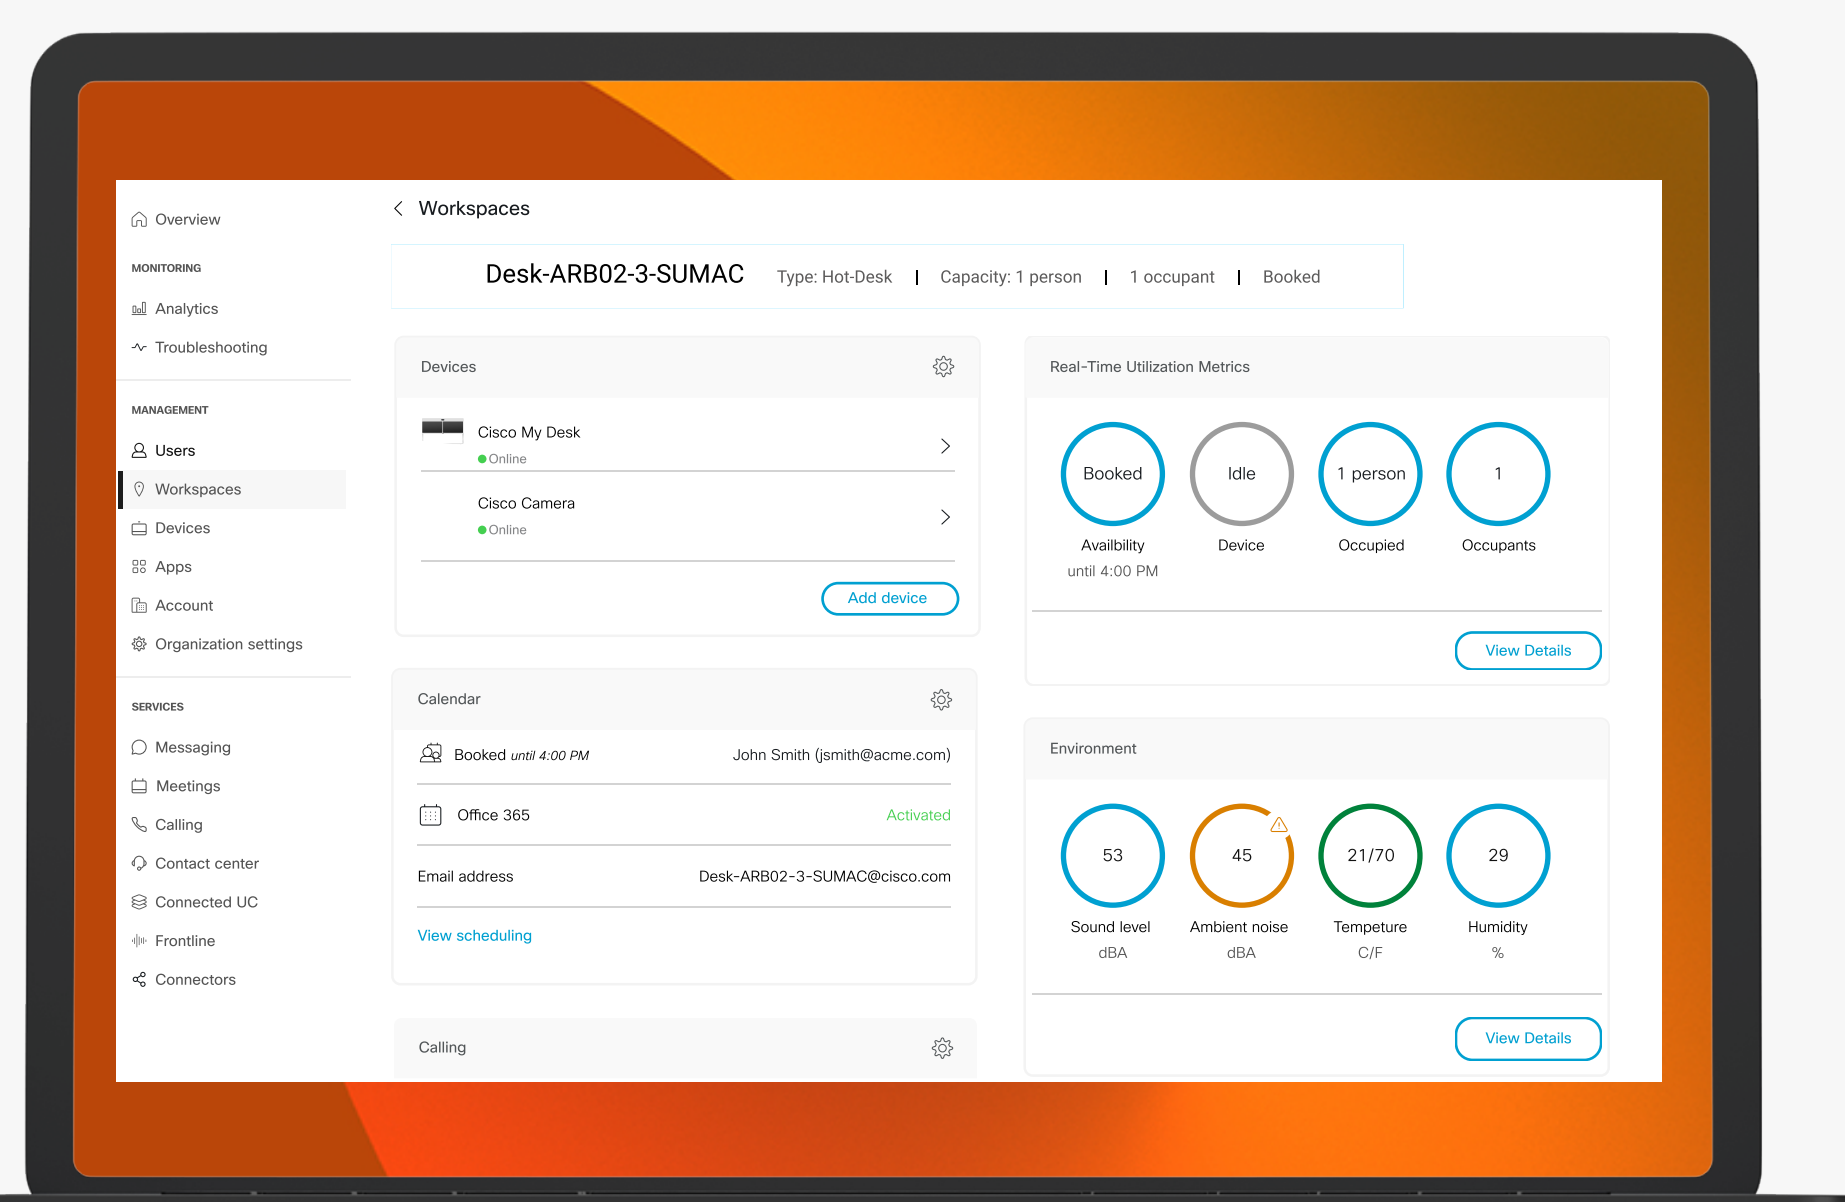 Overview
MONITORING
Analytics
Troubleshooting
MANAGEMENT
Users
Workspaces
Devices
Apps
Account
Organization settings
SERVICES
Messaging
Meetings
Calling
Contact center
Connected UC
Frontline
Connectors
Workspaces
Desk-ARB02-3-SUMAC Type: Hot-Desk | Capacity: 1 person | 1 occupant | Booked
Devices
Cisco My Desk
Online
Cisco Camera
Online
Add device
Calendar
Booked until 4:00 PM John Smith (jsmith@acme.com)
Office 365 Activated
Email address Desk-ARB02-3-SUMAC@cisco.com
View scheduling
Calling
Real-Time Utilization Metrics
Booked Idle 1 person 1
Availbility Device Occupied Occupants
until 4:00 PM
View Details
Environment
53 45 21/70 29
Sound level Ambient noise Tempeture Humidity
dBA dBA C/F %
View Details